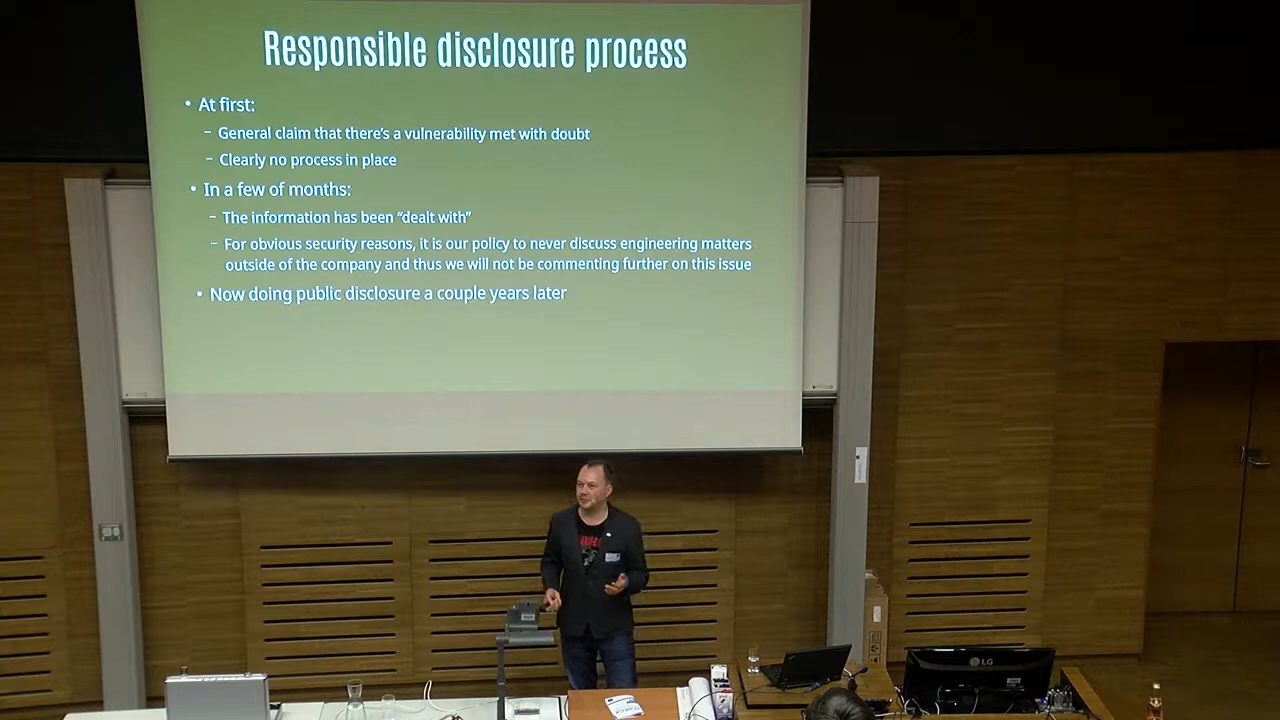 Responsible disclosure process
• At first:
– General claim that there's a vulnerability met with doubt
– Clearly no process in place
• In a few of months:
– The information has been “dealt with”
– For obvious security reasons, it is our policy to never discuss engineering matters
outside of the company and thus we will not be commenting further on this issue
• Now doing public disclosure a couple years later
LG